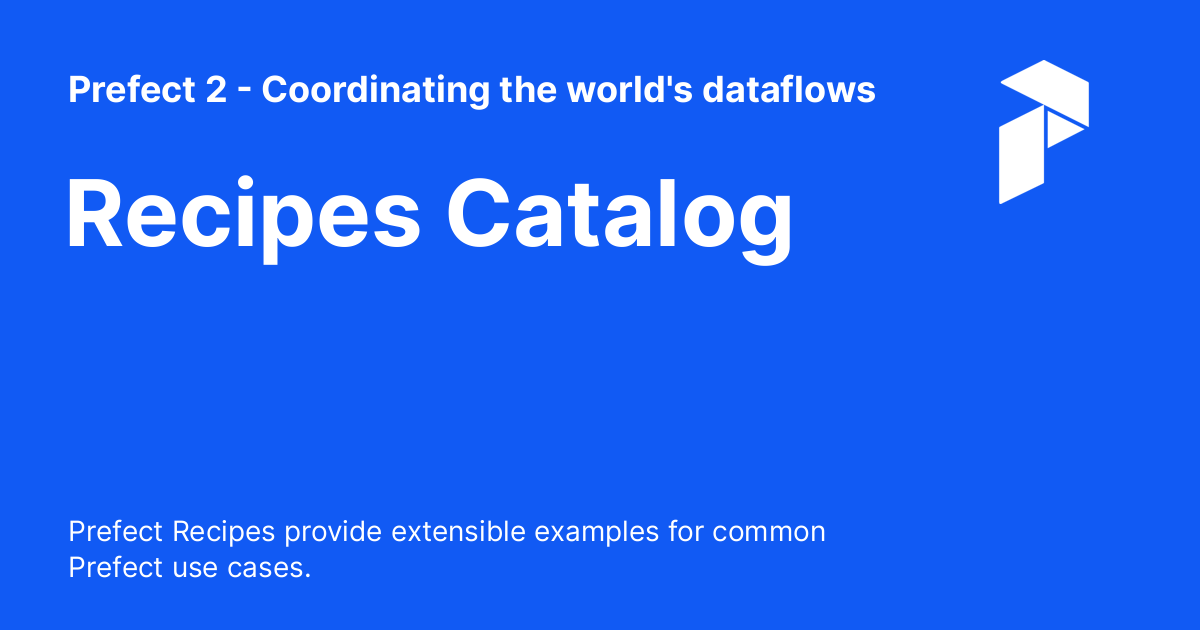 Prefect 2 - Coordinating the world's dataflows
Recipes Catalog
Prefect Recipes provide extensible examples for common
Prefect use cases.